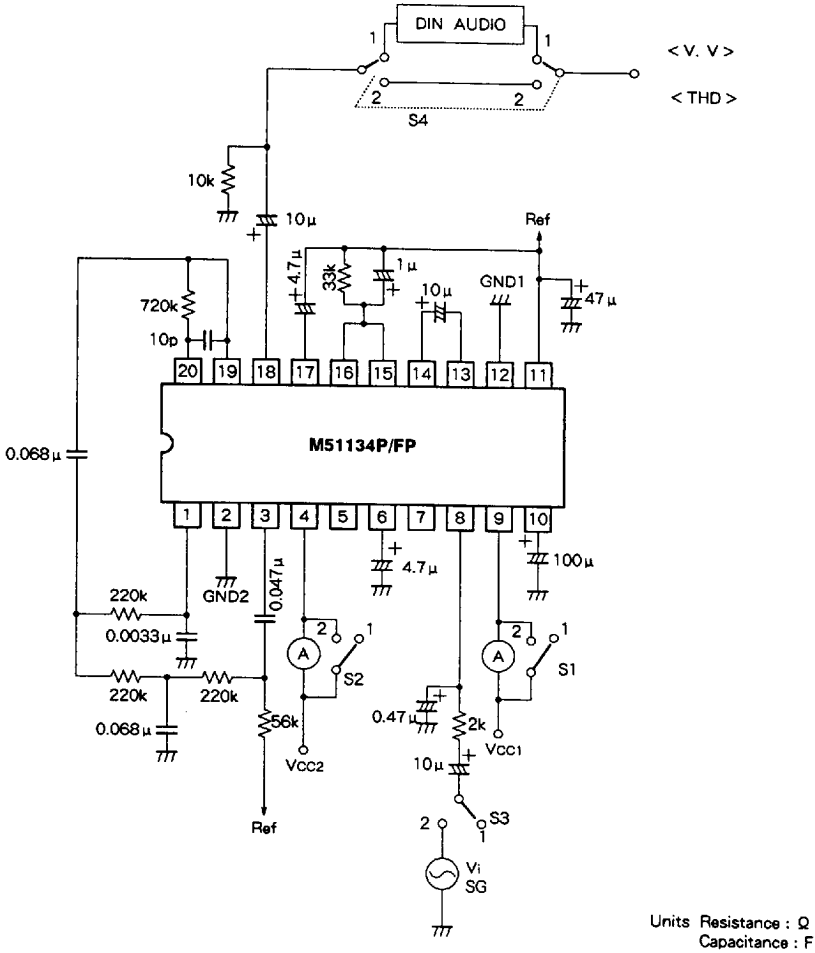 DIN AUDIO
1
1
< V. V >
2
2
< THD >
S4
10k
10μ
+
Ref
4.7μ
+
33k
1μ
+
10μ
+
GND1
+
47μ
720k
10p
20
19
18
17
16
15
14
13
12
11
M51134P/FP
0.068μ
1
2
3
4
5
6
7
8
9
10
+
4.7μ
+
100μ
GND2
0.047μ
220k
0.0033μ
2
1
A
S2
2
1
A
S1
220k
220k
0.068μ
56k
VCC2
0.47μ
+
2k
10μ
+
VCC1
Ref
S3
2
1
Vi
SG
Units Resistance : Ω
Capacitance : F